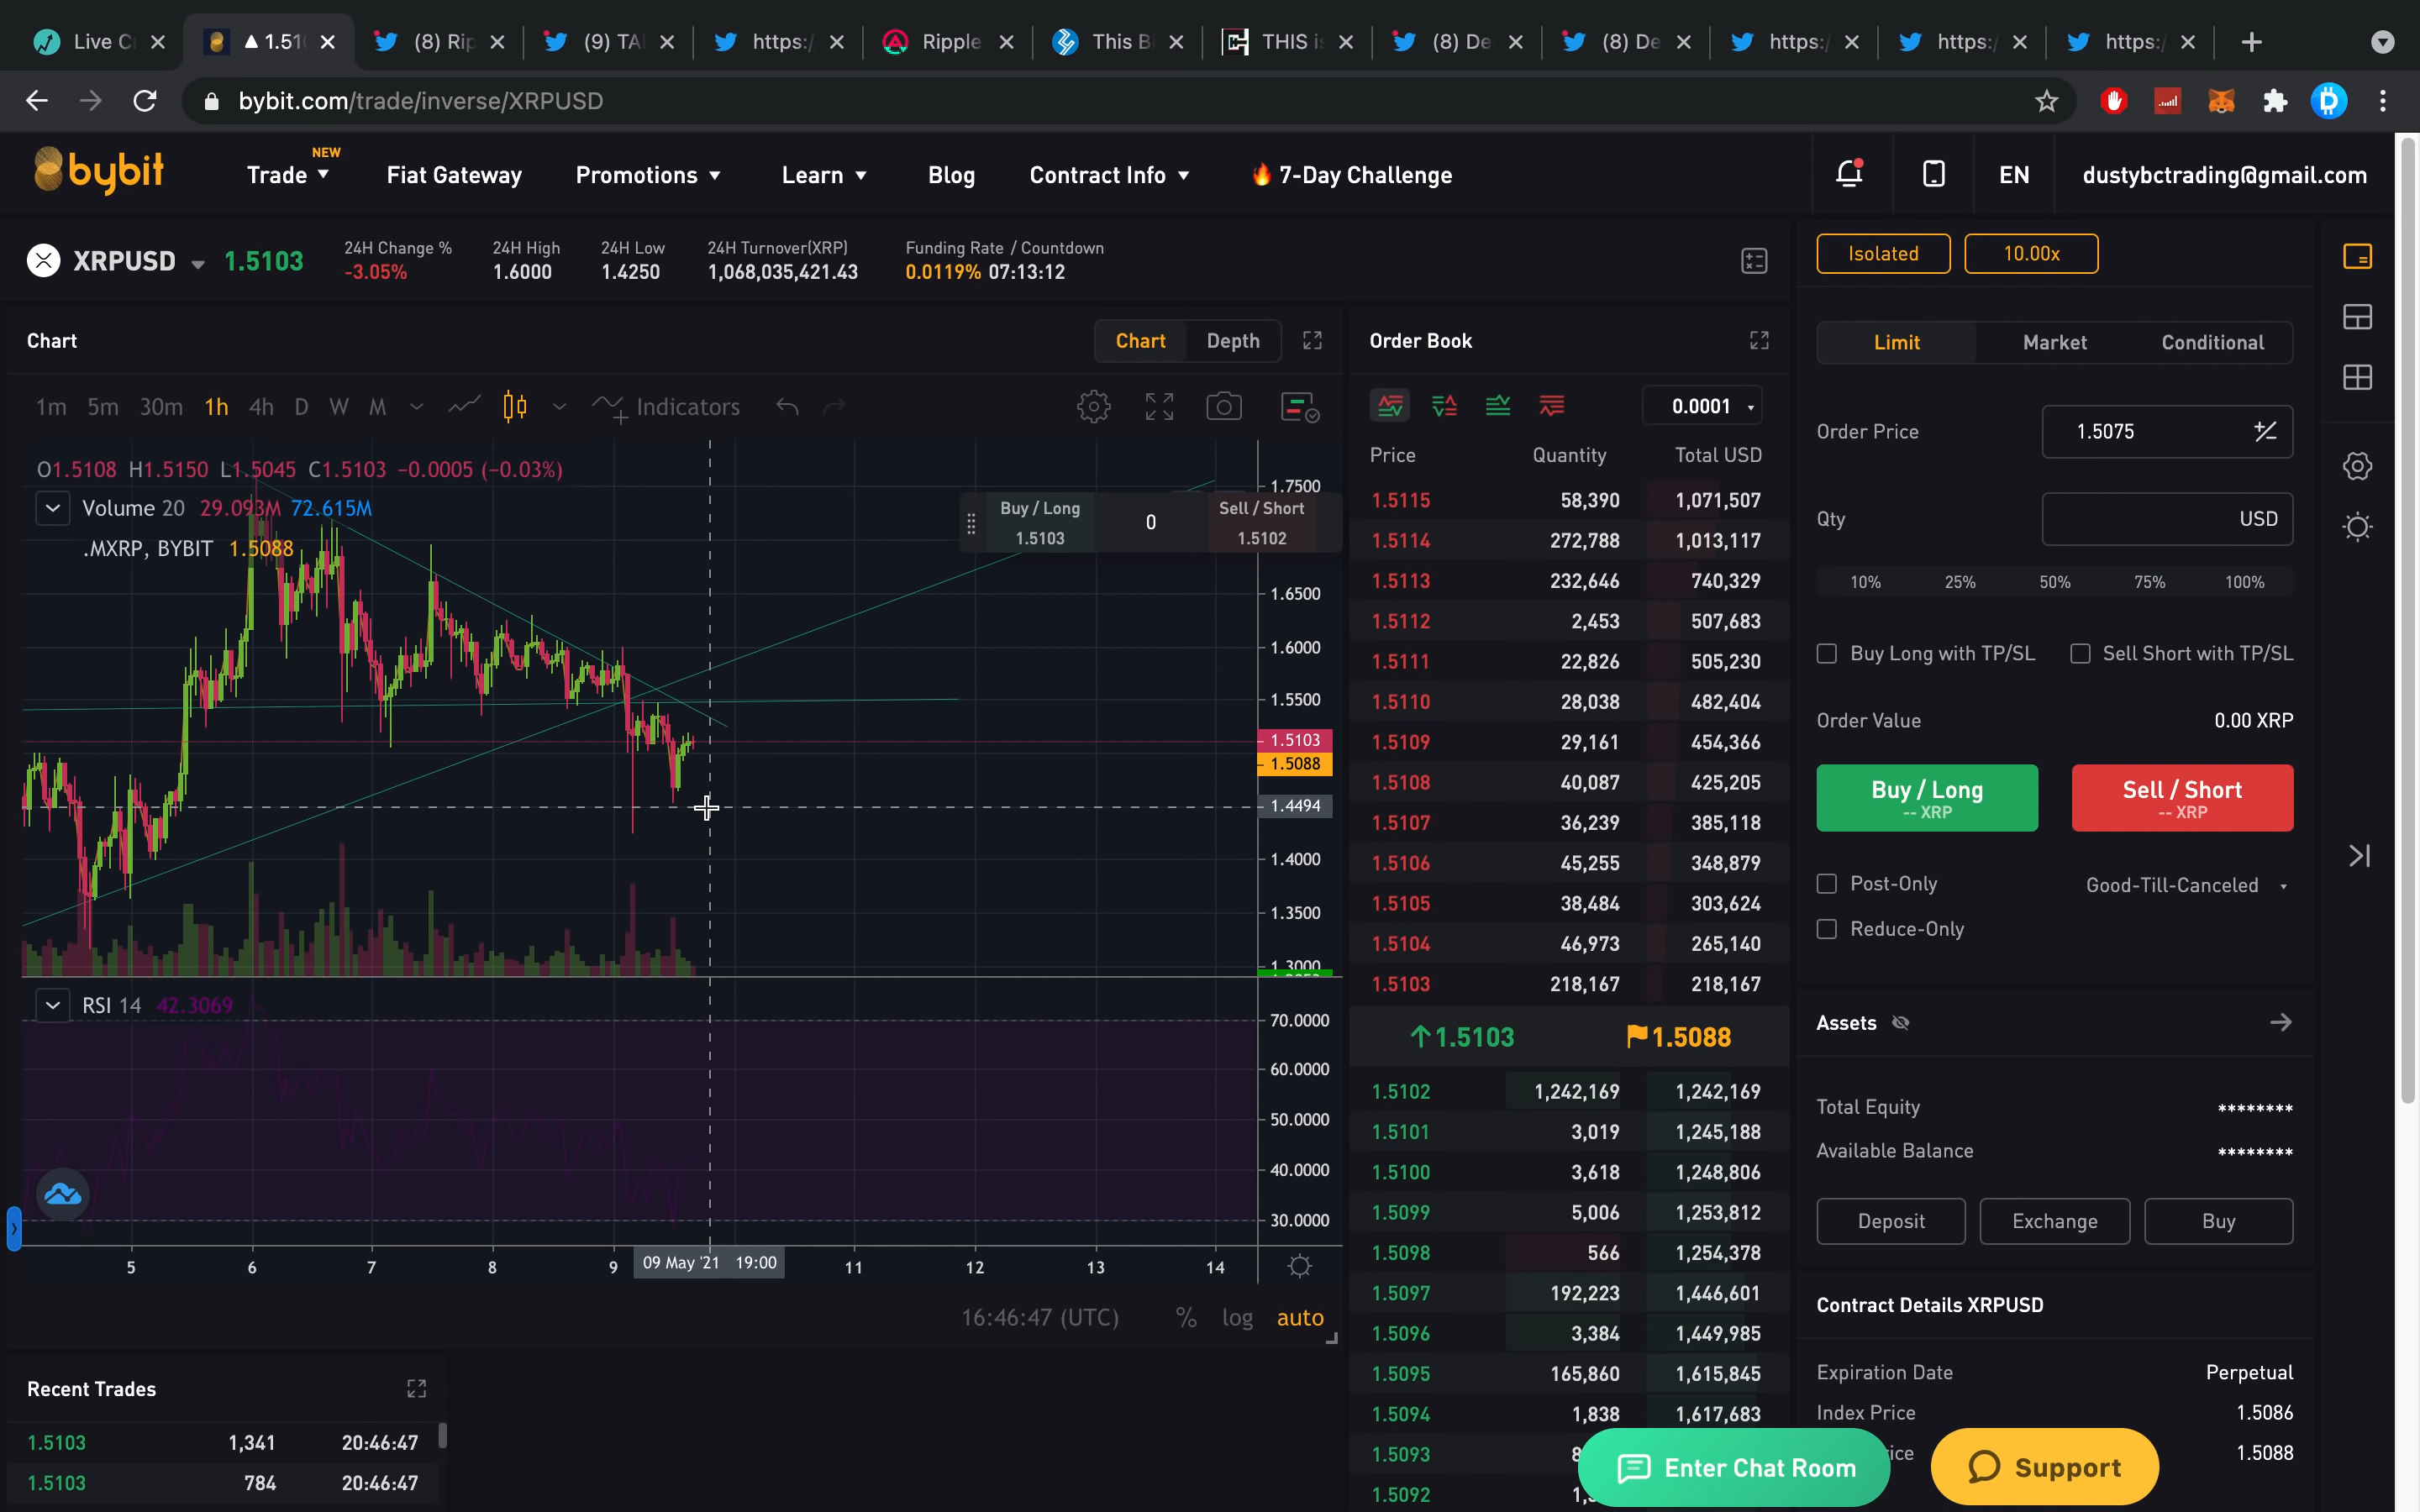 Live C
1.51
(8) Rip
(9) TA
https:/
Ripple
This B
THIS is
(8) De
(8) De
https:/
https:/
https:/
bybit.com/trade/inverse/XRPUSD
bybit
Trade
NEW
Fiat Gateway
Promotions
Learn
Blog
Contract Info
7-Day Challenge
EN
dustybctrading@gmail.com
XRPUSD
1.5103
24H Change %
-3.05%
24H High
1.6000
24H Low
1.4250
24H Turnover(XRP)
1,068,035,421.43
Funding Rate / Countdown
0.0119% 07:13:12
Chart
Chart Depth
1m 5m 30m 1h 4h D W M Indicators
O1.5108 H1.5150 L1.5045 C1.5103 −0.0005 (−0.03%)
Volume 20 29.093M 72.615M
.MXRP, BYBIT 1.5088
Buy / Long
1.5103
0
Sell / Short
1.5102
1.7500
1.6500
1.6000
1.5500
1.5103
1.5088
1.4494
1.4000
1.3500
1.3000
RSI 14 42.3069
70.0000
60.0000
50.0000
40.0000
30.0000
5 6 7 8 9 09 May '21 19:00 11 12 13 14
16:46:47 (UTC) % log auto
Recent Trades
1.5103 1,341 20:46:47
1.5103 784 20:46:47
Order Book
0.0001
Price Quantity Total USD
1.5115 58,390 1,071,507
1.5114 272,788 1,013,117
1.5113 232,646 740,329
1.5112 2,453 507,683
1.5111 22,826 505,230
1.5110 28,038 482,404
1.5109 29,161 454,366
1.5108 40,087 425,205
1.5107 36,239 385,118
1.5106 45,255 348,879
1.5105 38,484 303,624
1.5104 46,973 265,140
1.5103 218,167 218,167
1.5103 1.5088
1.5102 1,242,169 1,242,169
1.5101 3,019 1,245,188
1.5100 3,618 1,248,806
1.5099 5,006 1,253,812
1.5098 566 1,254,378
1.5097 192,223 1,446,601
1.5096 3,384 1,449,985
1.5095 165,860 1,615,845
1.5094 1,838 1,617,683
1.5093 8
1.5092 1,
Enter Chat Room
Support
Isolated
10.00x
Limit Market Conditional
Order Price 1.5075
Qty USD
10% 25% 50% 75% 100%
Buy Long with TP/SL Sell Short with TP/SL
Order Value 0.00 XRP
Buy / Long
-- XRP
Sell / Short
-- XRP
Post-Only Good-Till-Canceled
Reduce-Only
Assets
Total Equity ********
Available Balance ********
Deposit Exchange Buy
Contract Details XRPUSD
Expiration Date Perpetual
Index Price 1.5086
ice 1.5088